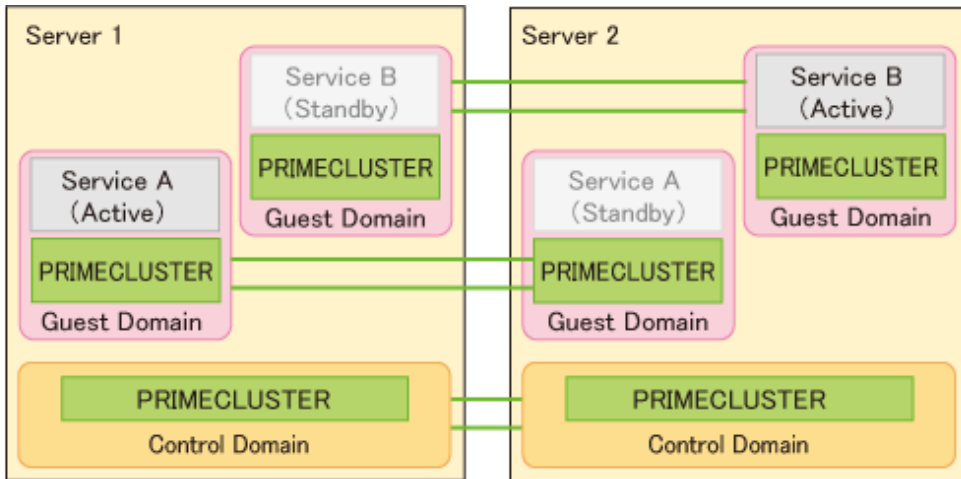 Server 1
Service B
(Standby)
PRIMECLUSTER
Guest Domain
Service A
(Active)
PRIMECLUSTER
Guest Domain
PRIMECLUSTER
Control Domain
Server 2
Service B
(Active)
PRIMECLUSTER
Guest Domain
Service A
(Standby)
PRIMECLUSTER
Guest Domain
PRIMECLUSTER
Control Domain